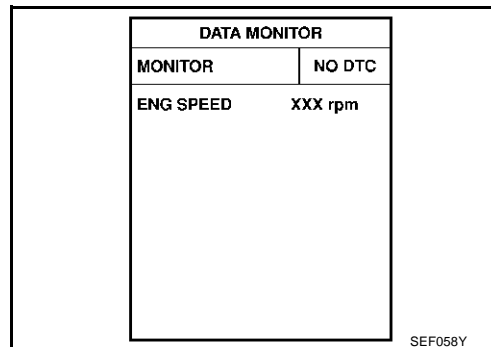 DATA MONITOR
MONITOR NO DTC
ENG SPEED XXX rpm
SEF058Y